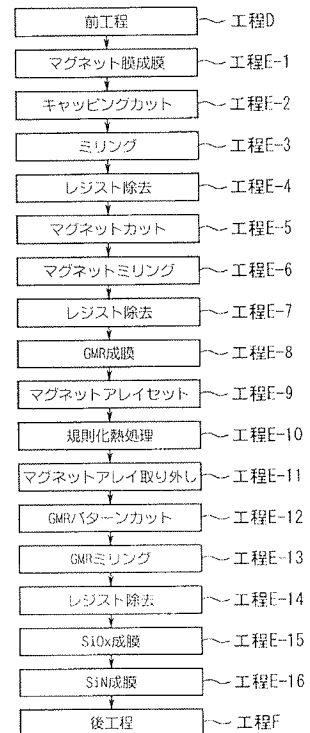 前工程 工程D
マグネット膜成膜 工程E-1
キャッピングカット 工程E-2
ミリング 工程E-3
レジスト除去 工程E-4
マグネットカット 工程E-5
マグネットミリング 工程E-6
レジスト除去 工程E-7
GMR成膜 工程E-8
マグネットアレイセット 工程E-9
規則化熱処理 工程E-10
マグネットアレイ取り外し 工程E-11
GMRパターンカット 工程E-12
GMRミリング 工程E-13
レジスト除去 工程E-14
SiOx成膜 工程E-15
SiN成膜 工程E-16
後工程 工程F